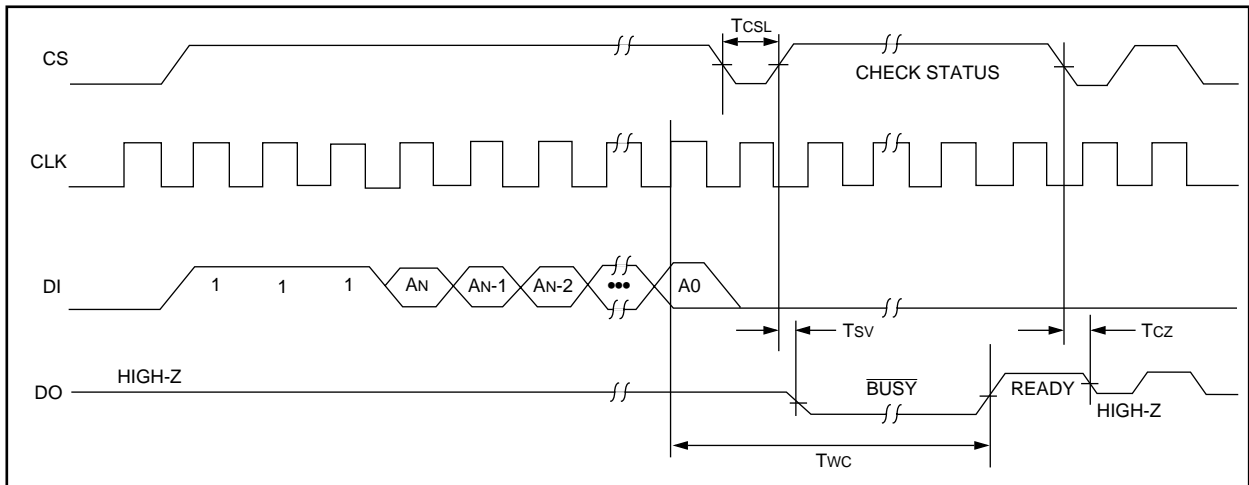 TCSL
CS
CHECK STATUS
CLK
DI
1 1 1 AN AN-1 AN-2 ••• A0
TSV
TCZ
DO
HIGH-Z
BUSY
READY
HIGH-Z
TWC